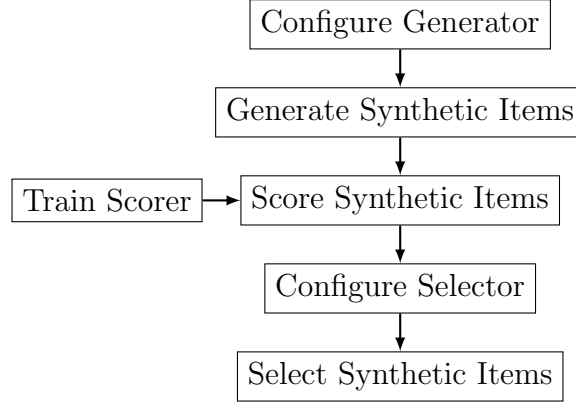 Configure Generator
Generate Synthetic Items
Train Scorer
Score Synthetic Items
Configure Selector
Select Synthetic Items